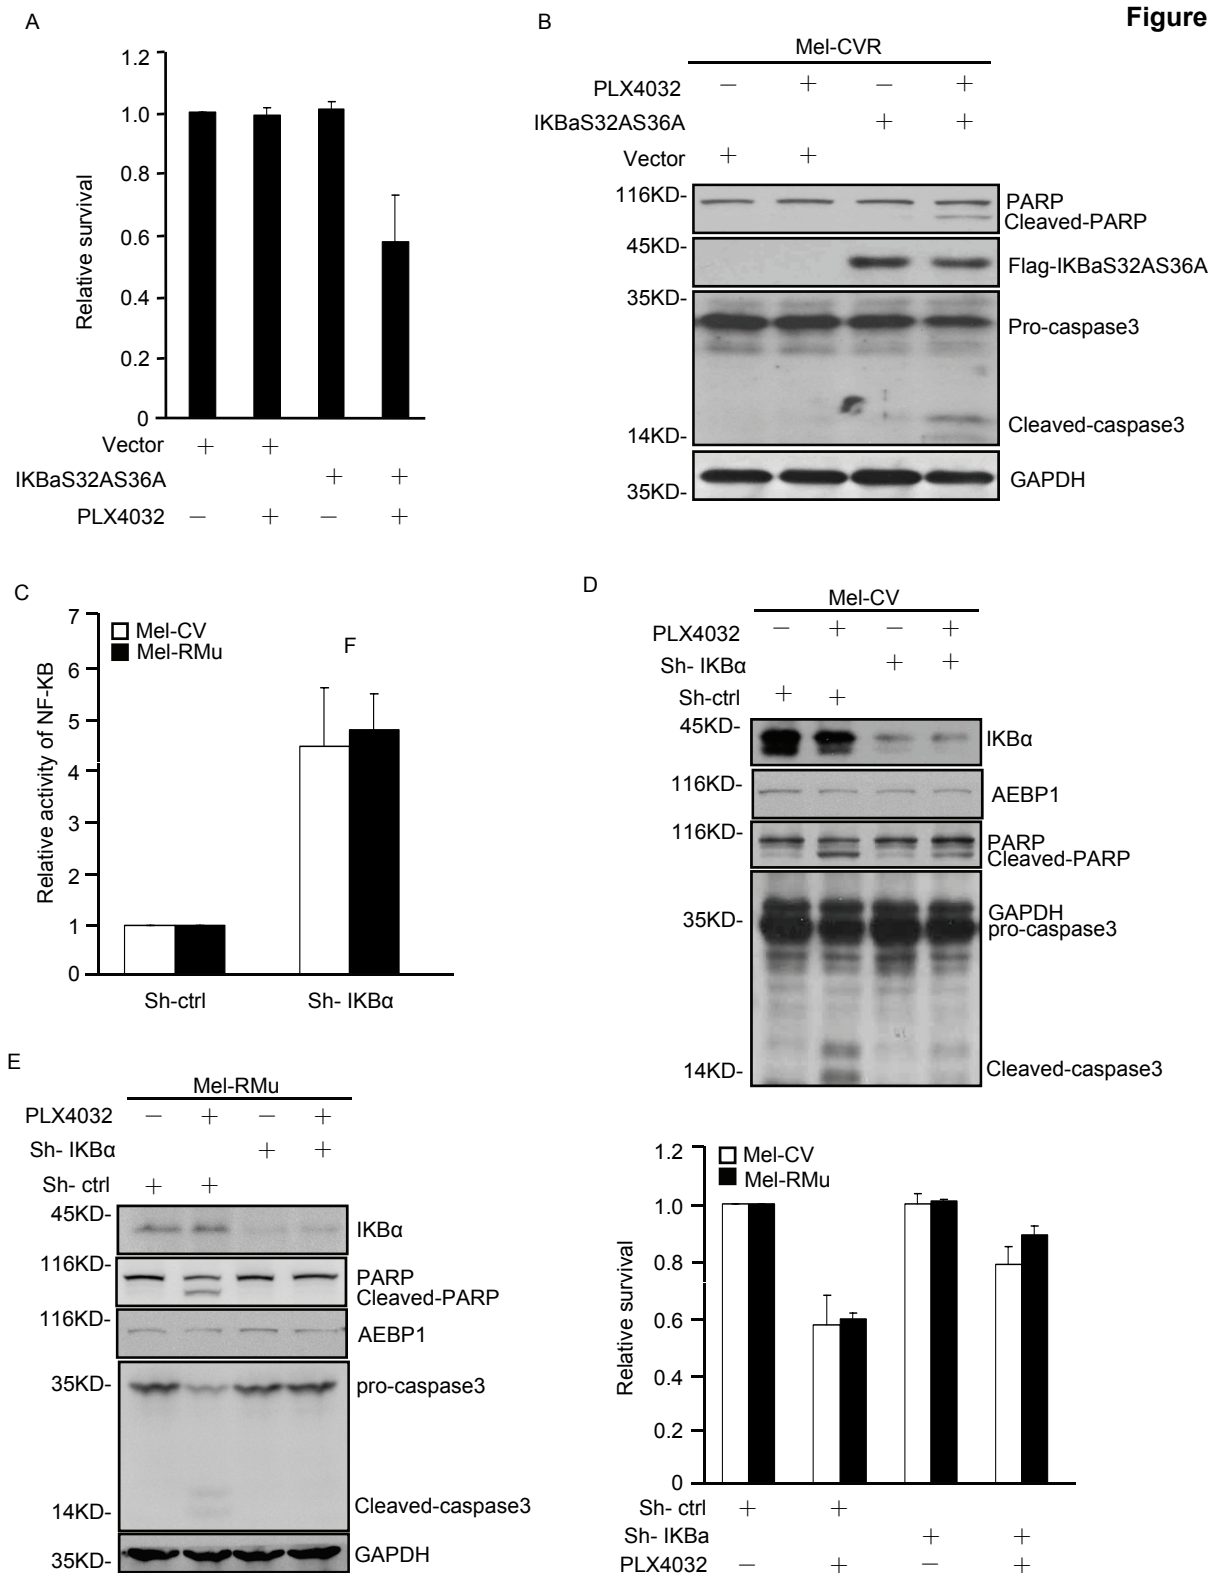 Figure
A
1.2
1.0
0.8
0.6
0.4
0.2
0
Relative survival
Vector + +
IKBaS32AS36A + +
PLX4032 − + − +
B
Mel-CVR
PLX4032 − + − +
IKBaS32AS36A + +
Vector + +
116KD- PARP
Cleaved-PARP
45KD- Flag-IKBaS32AS36A
35KD- Pro-caspase3
14KD- Cleaved-caspase3
35KD- GAPDH
C
7
6
5
4
3
2
1
0
Relative activity of NF-KB
Mel-CV
Mel-RMu
F
Sh-ctrl Sh- IKBα
D
Mel-CV
PLX4032 − + − +
Sh- IKBα + +
Sh-ctrl + +
45KD- IKBα
116KD- AEBP1
116KD- PARP
Cleaved-PARP
35KD- GAPDH
pro-caspase3
14KD- Cleaved-caspase3
E
Mel-RMu
PLX4032 − + − +
Sh- IKBα + +
Sh- ctrl + +
45KD- IKBα
116KD- PARP
Cleaved-PARP
116KD- AEBP1
35KD- pro-caspase3
14KD- Cleaved-caspase3
35KD- GAPDH
1.2
1.0
0.8
0.6
0.4
0.2
0
Relative survival
Mel-CV
Mel-RMu
Sh- ctrl + +
Sh- IKBa + +
PLX4032 − + − +